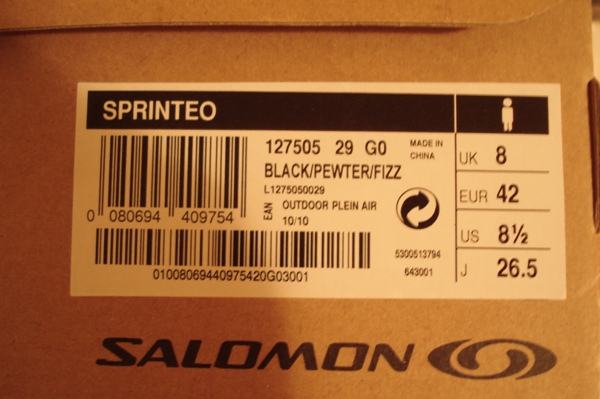 SPRINTEO
127505 29 G0
MADE IN
CHINA
BLACK/PEWTER/FIZZ
L1275050029
EAN
OUTDOOR PLEIN AIR
10/10
0 080694 409754
01008069440975420G03001
5300513794
643001
UK 8
EUR 42
US 8½
J 26.5
SALOMON